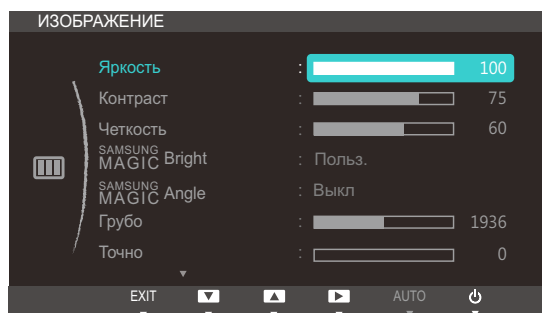 ИЗОБРАЖЕНИЕ
Яркость : 100
Контраст : 75
Четкость : 60
SAMSUNG MAGIC Bright : Польз.
SAMSUNG MAGIC Angle : Выкл
Грубо : 1936
Точно : 0
EXIT AUTO